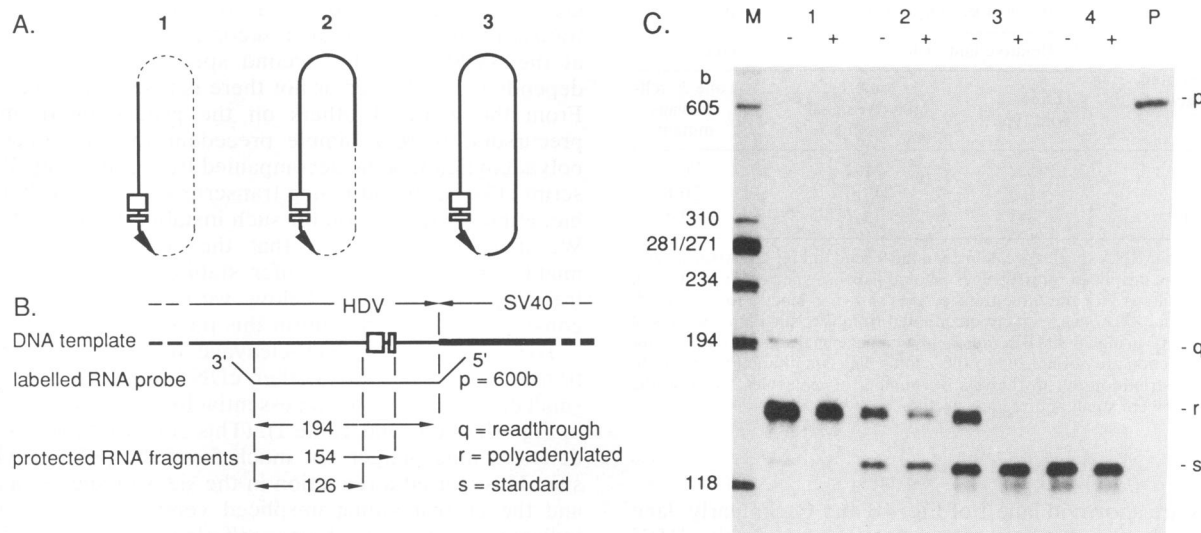 A.
1 2 3
B.
HDV SV40
DNA template
3' 5'
labelled RNA probe p = 600b
194 q = readthrough
protected RNA fragments 154 r = polyadenylated
126 s = standard
C.
M 1 2 3 4 P
- + - + - + - +
b
605 - p
310
281/271
234
194 - q
- r
- s
118